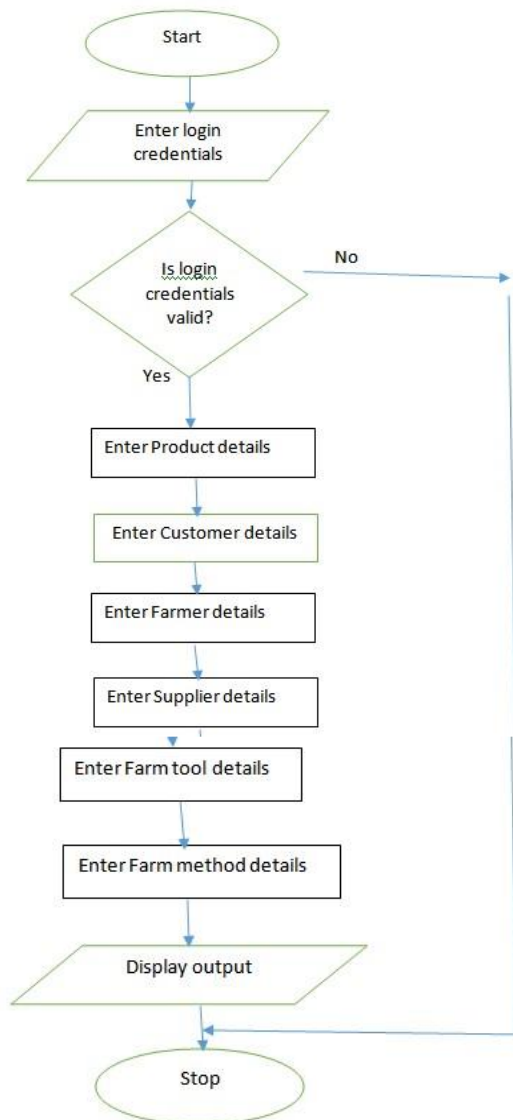 Start
Enter login
credentials
Is login
credentials
valid?
No
Yes
Enter Product details
Enter Customer details
Enter Farmer details
Enter Supplier details
Enter Farm tool details
Enter Farm method details
Display output
Stop